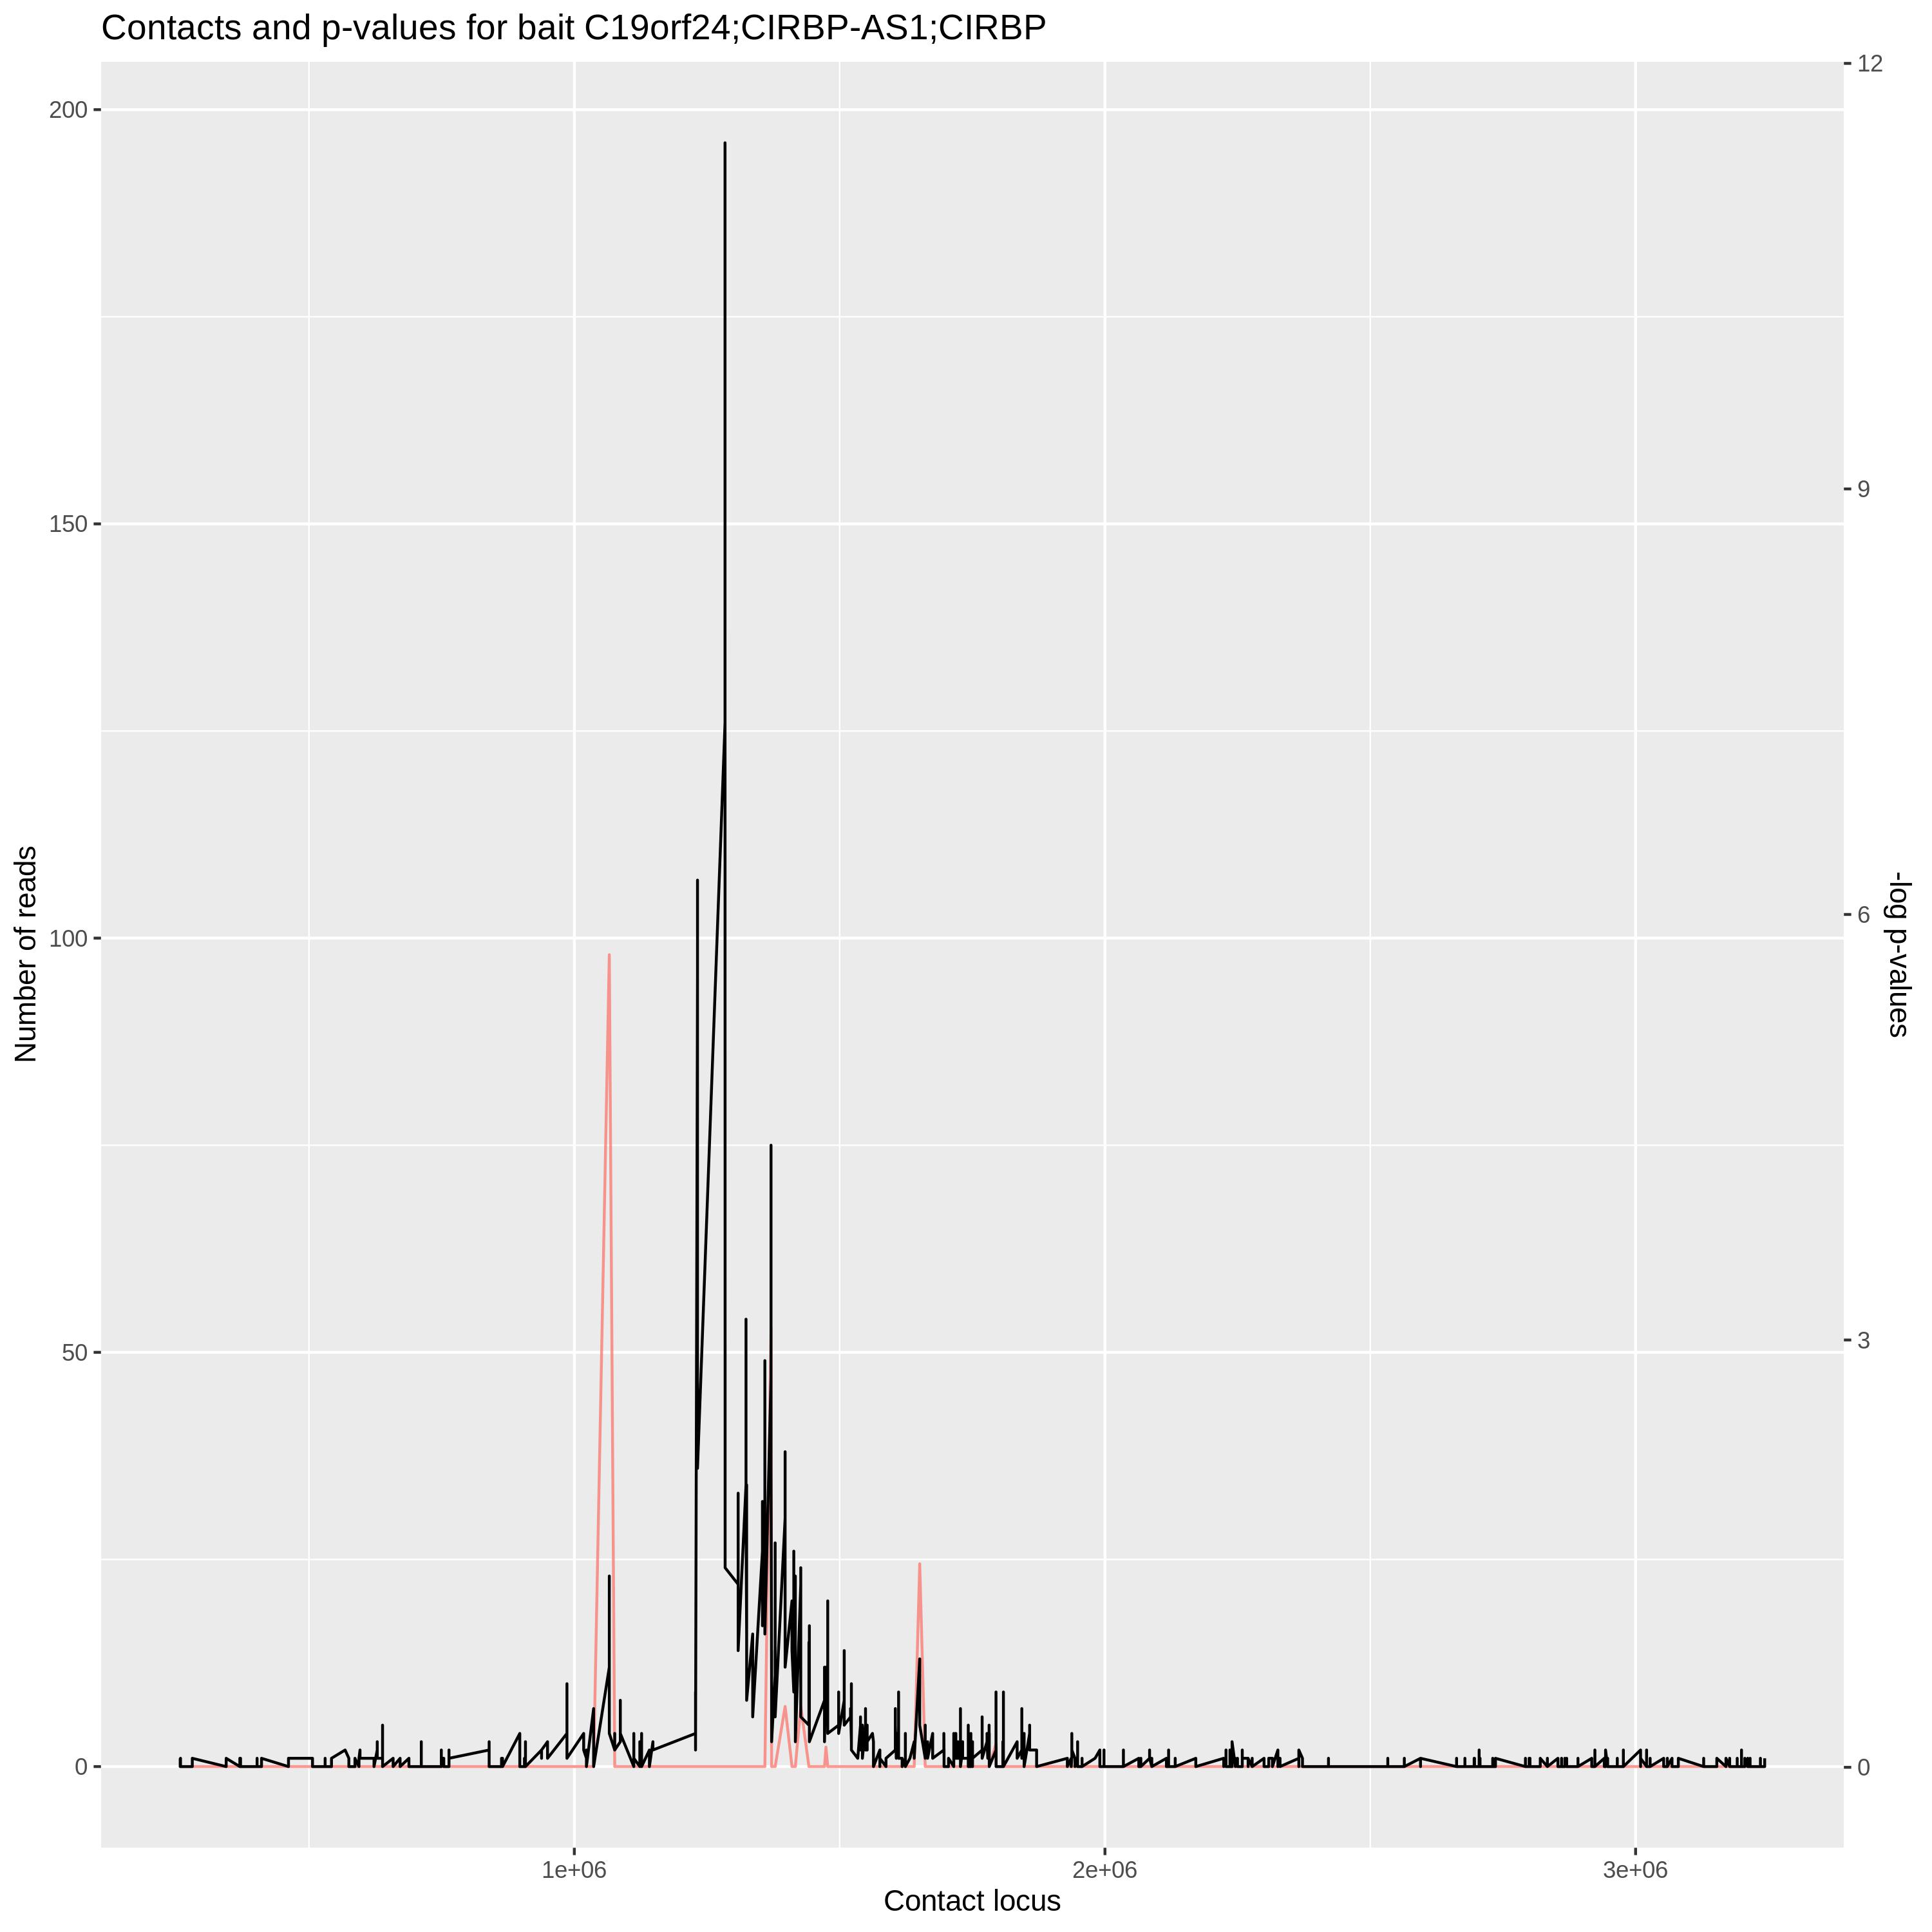 Contacts and p-values for bait C19orf24;CIRBP-AS1;CIRBP
200
150
100
50
0
Number of reads
12
9
6
3
0
-log p-values
1e+06
2e+06
3e+06
Contact locus